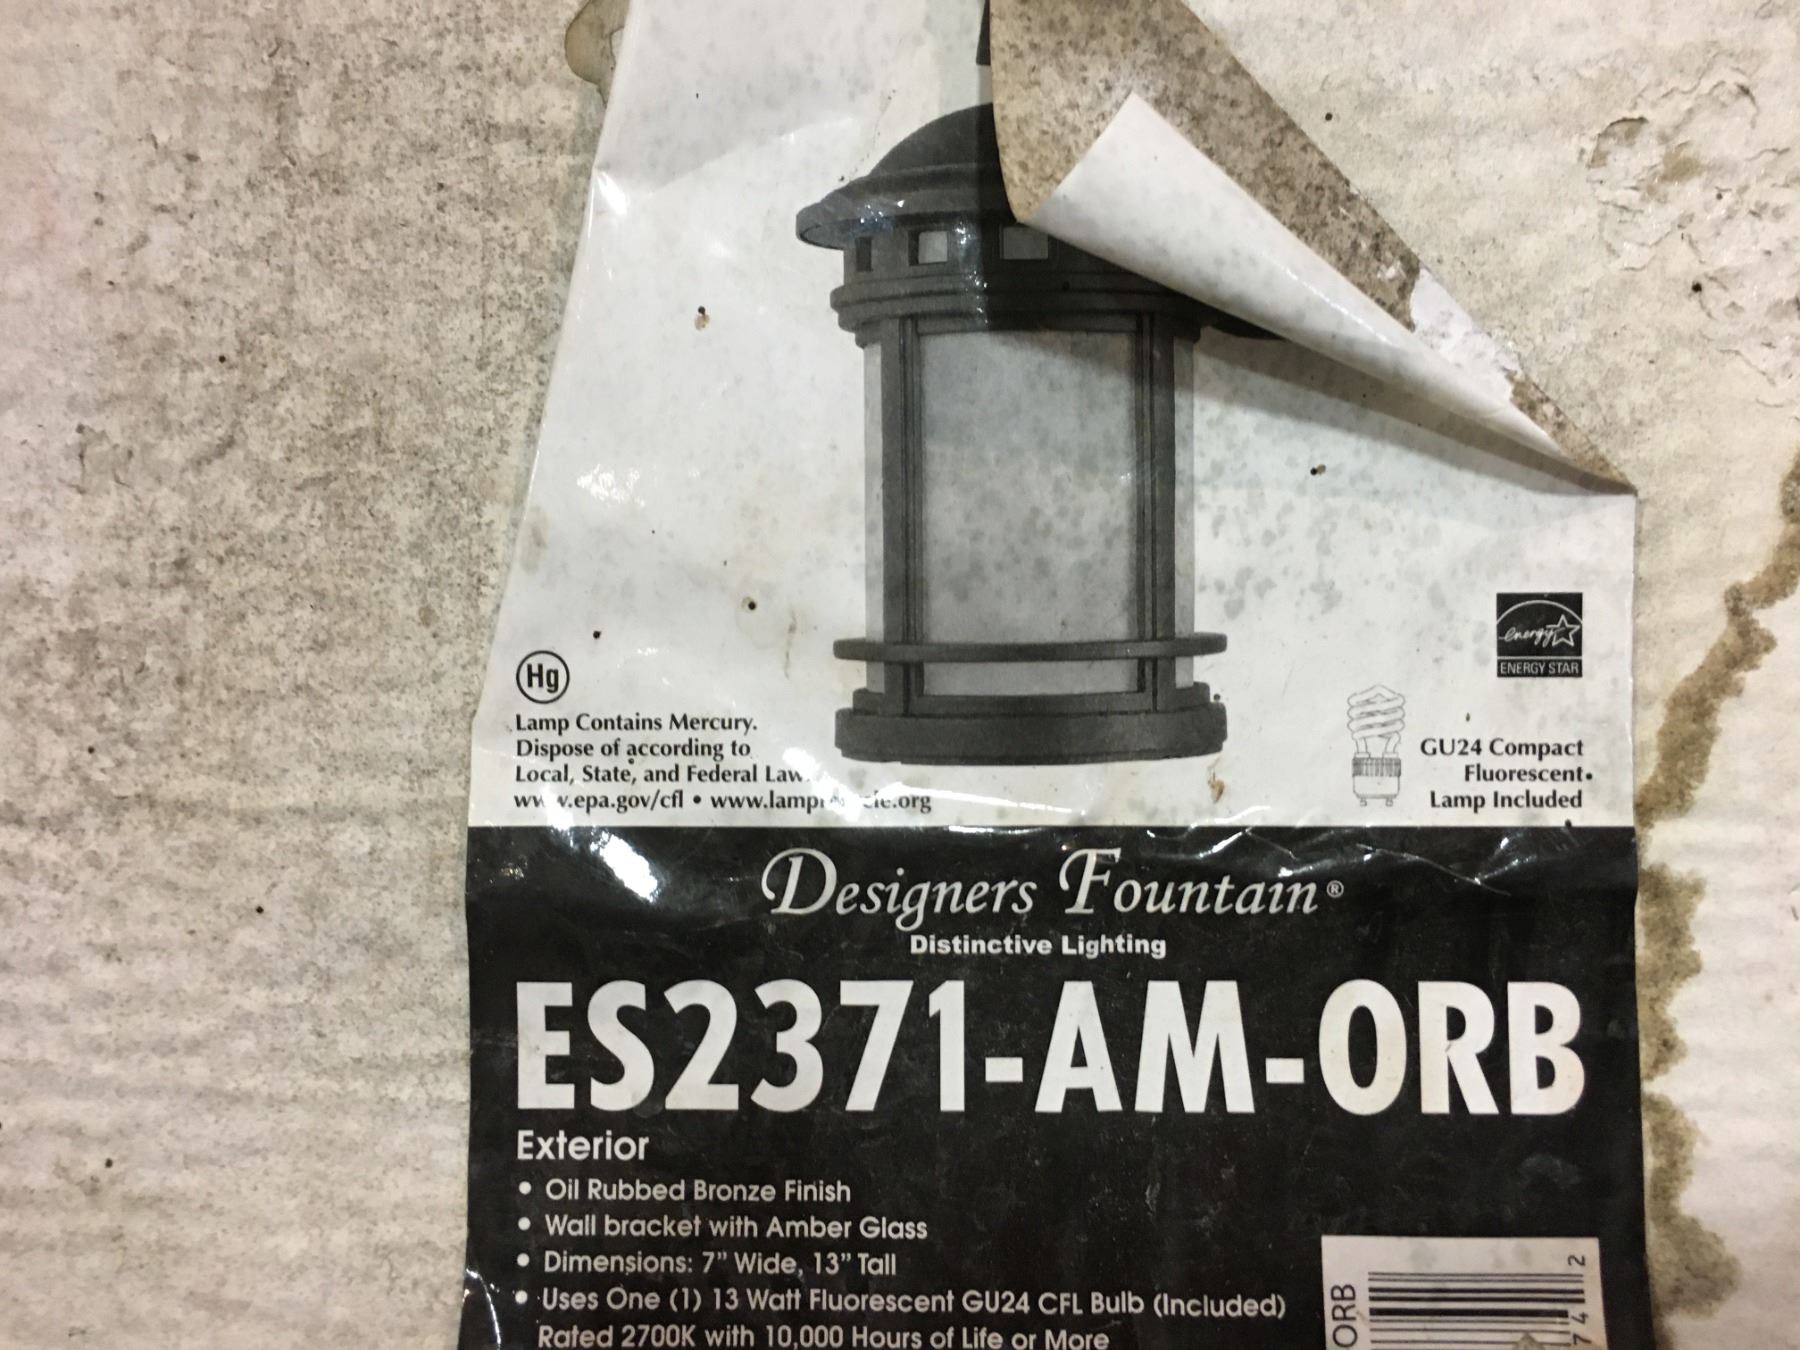 Hg
Lamp Contains Mercury.
Dispose of according to
Local, State, and Federal Law.
www.epa.gov/cfl •
energy
ENERGY STAR
GU24 Compact
Fluorescent
Lamp Included
Designers Fountain®
Distinctive Lighting
ES2371-AM-ORB
Exterior
• Oil Rubbed Bronze Finish
• Wall bracket with Amber Glass
• Dimensions: 7” Wide, 13” Tall
• Uses One (1) 13 Watt Fluorescent GU24 CFL Bulb (Included)
Rated 2700K with 10,000 Hours of Life or More
ORB
74 2